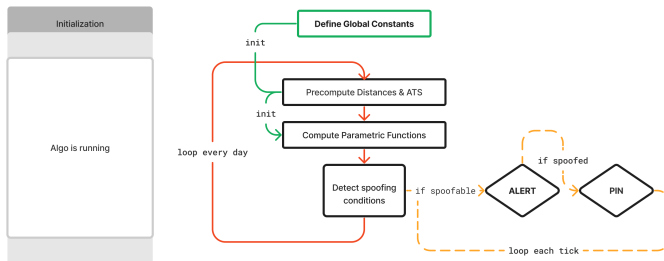 Initialization
Define Global Constants
init
Precompute Distances & ATS
init
Compute Parametric Functions
Algo is running
loop every day
Detect spoofing
conditions
if spoofable
ALERT
if spoofed
PIN
loop each tick